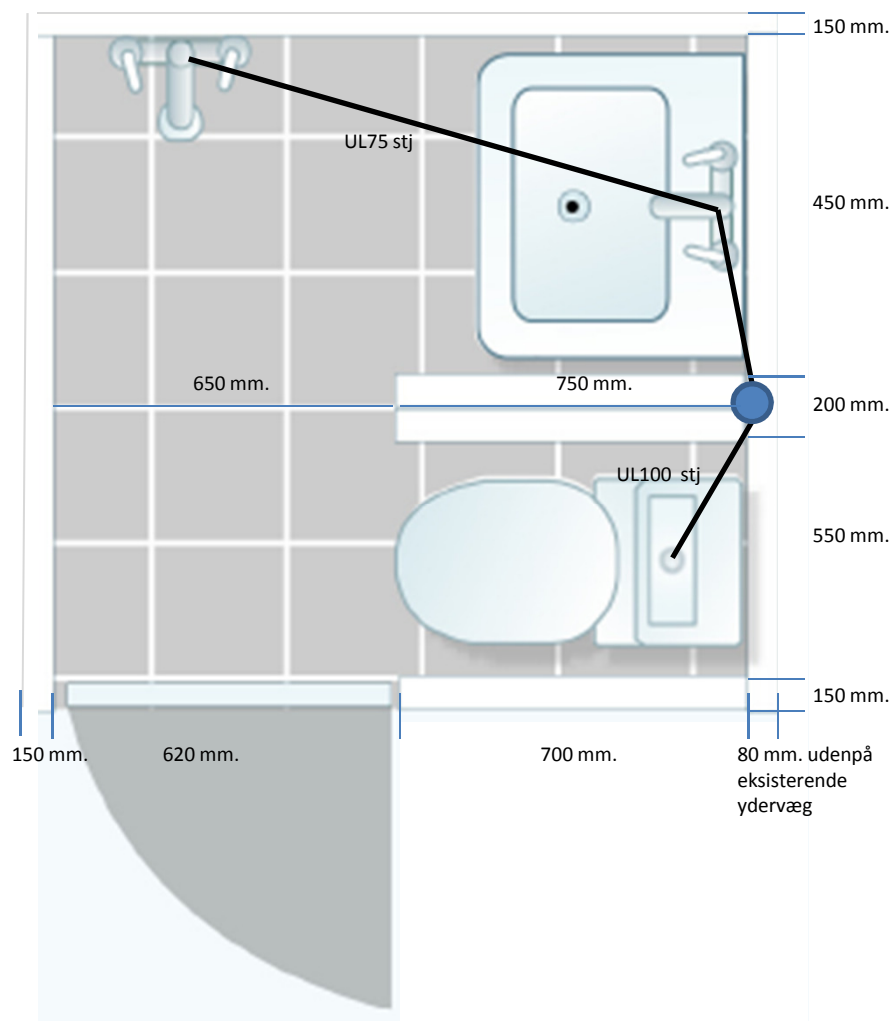 150 mm.
UL75 stj
450 mm.
650 mm.
750 mm.
200 mm.
UL100 stj
550 mm.
150 mm.
150 mm.
620 mm.
700 mm.
80 mm. udenpå
eksisterende
ydervæg